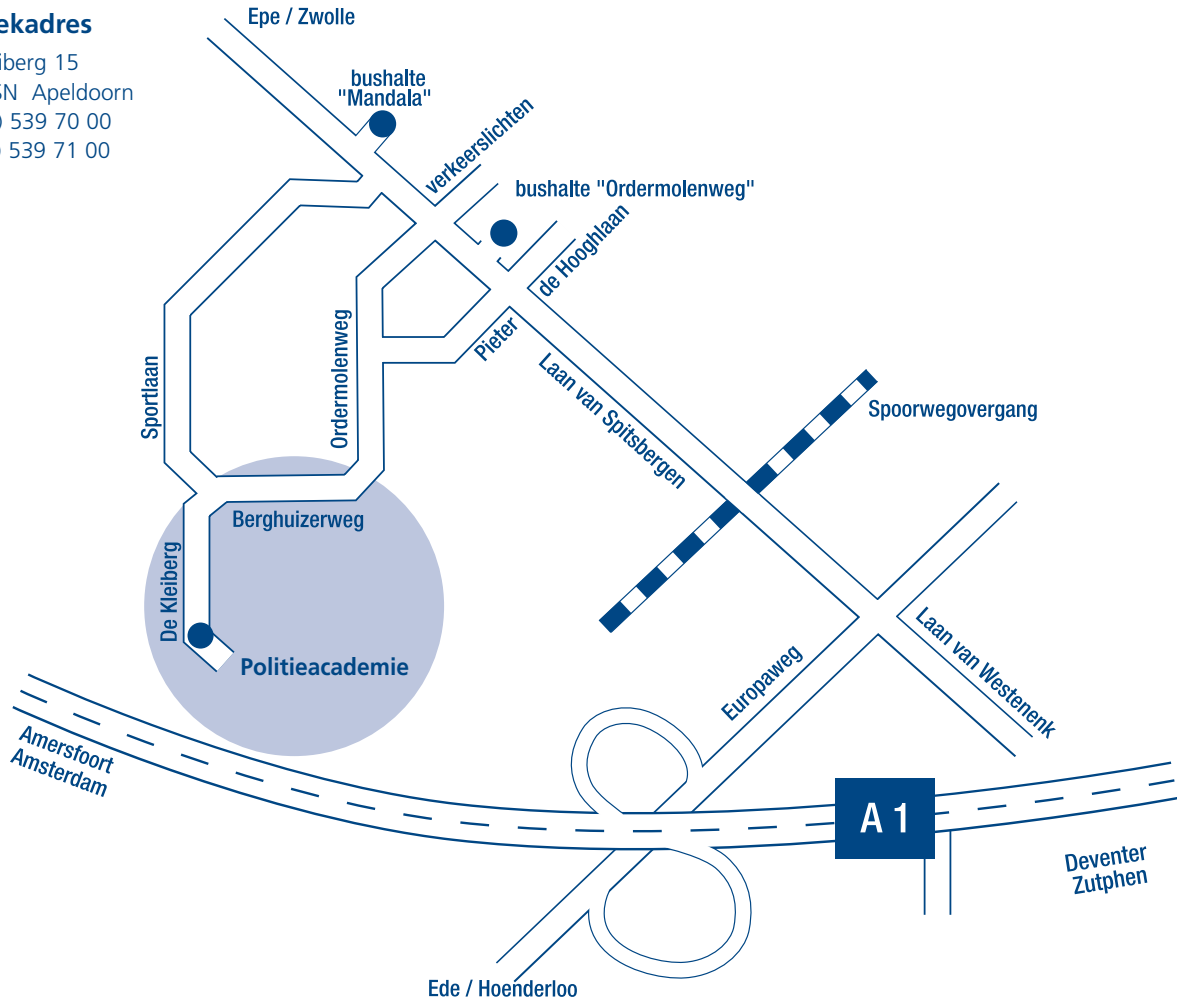 ekadres
iberg 15
SN Apeldoorn
) 539 70 00
) 539 71 00
Epe / Zwolle
bushalte
"Mandala"
verkeerslichten
bushalte "Ordermolenweg"
de Hooghlaan
Pieter
Sportlaan
Ordermolenweg
Laan van Spitsbergen
Spoorwegovergang
Berghuizerweg
De Kleiberg
Politieacademie
Europaweg
Laan van Westenenk
Amersfoort
Amsterdam
A 1
Deventer
Zutphen
Ede / Hoenderloo